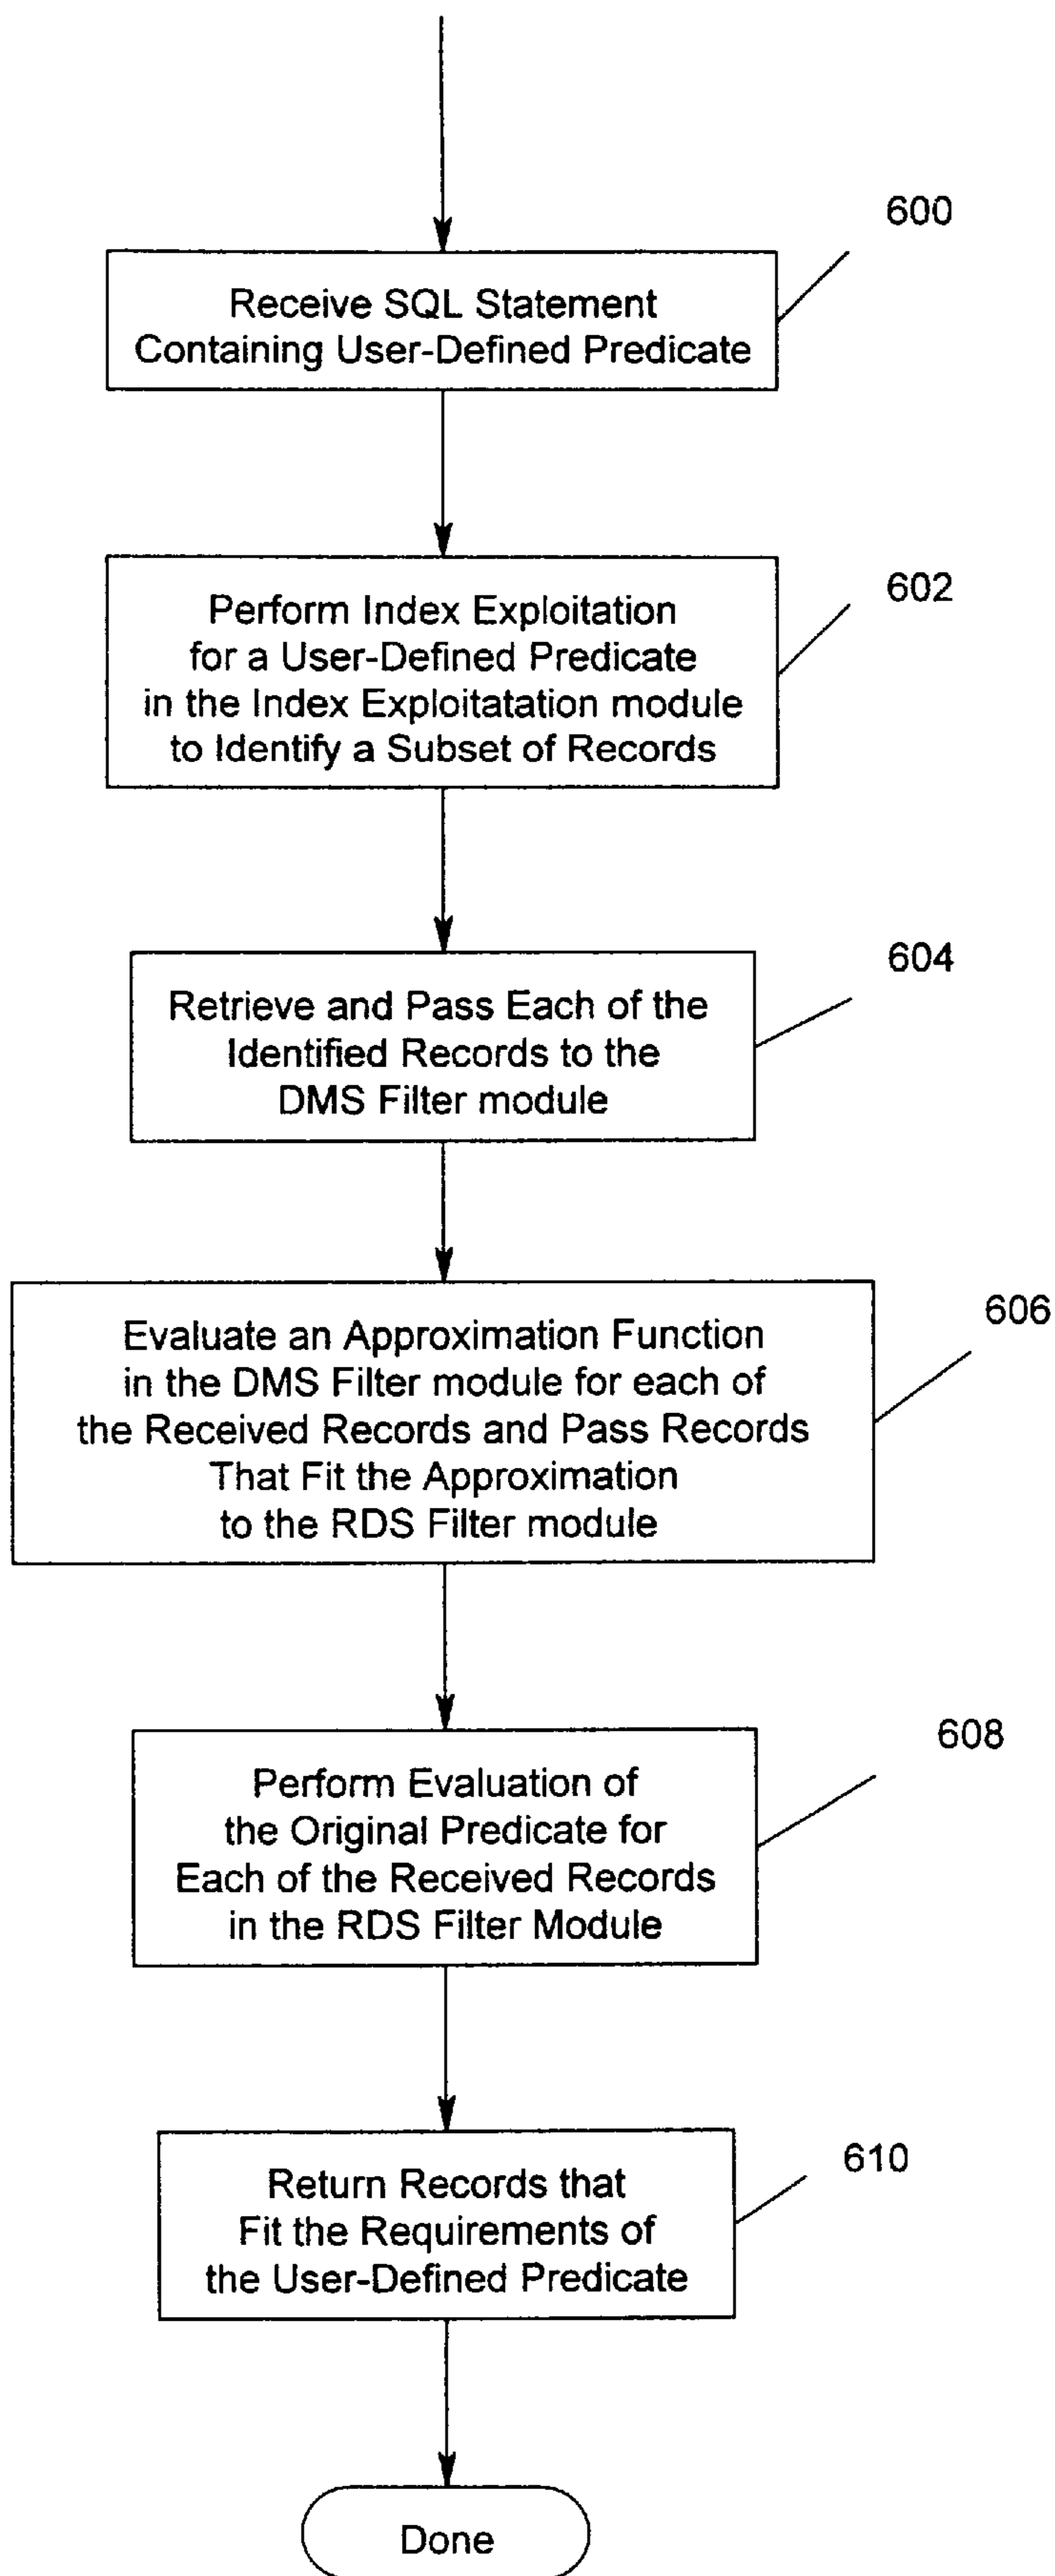 600
Receive SQL Statement
Containing User-Defined Predicate
602
Perform Index Exploitation
for a User-Defined Predicate
in the Index Exploitatation module
to Identify a Subset of Records
604
Retrieve and Pass Each of the
Identified Records to the
DMS Filter module
606
Evaluate an Approximation Function
in the DMS Filter module for each of
the Received Records and Pass Records
That Fit the Approximation
to the RDS Filter module
608
Perform Evaluation of
the Original Predicate for
Each of the Received Records
in the RDS Filter Module
610
Return Records that
Fit the Requirements of
the User-Defined Predicate
Done